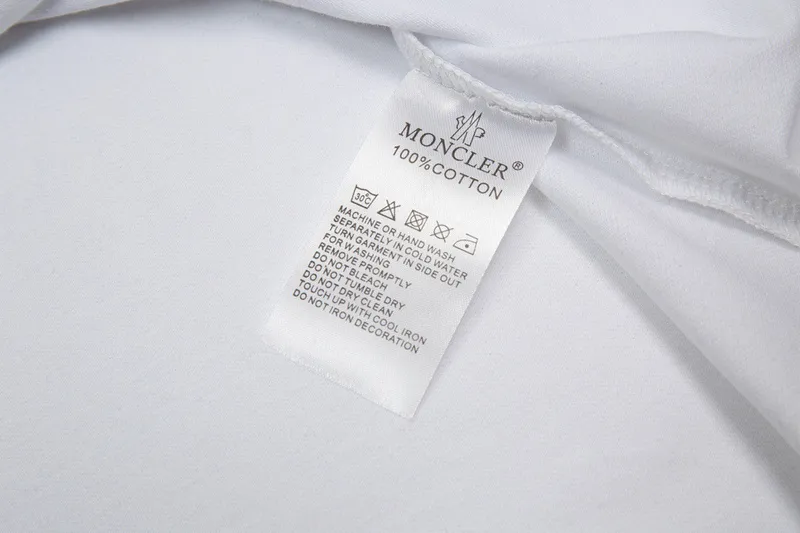 MONCLER®
100%COTTON
30C
MACHINE OR HAND WASH
SEPARATELY IN COLD WATER
TURN GARMENT IN SIDE OUT
FOR WASHING
REMOVE PROMPTLY
DO NOT BLEACH
DO NOT TUMBLE DRY
DO NOT DRY CLEAN
TOUCH UP WITH COOL IRON
DO NOT IRON DECORATION